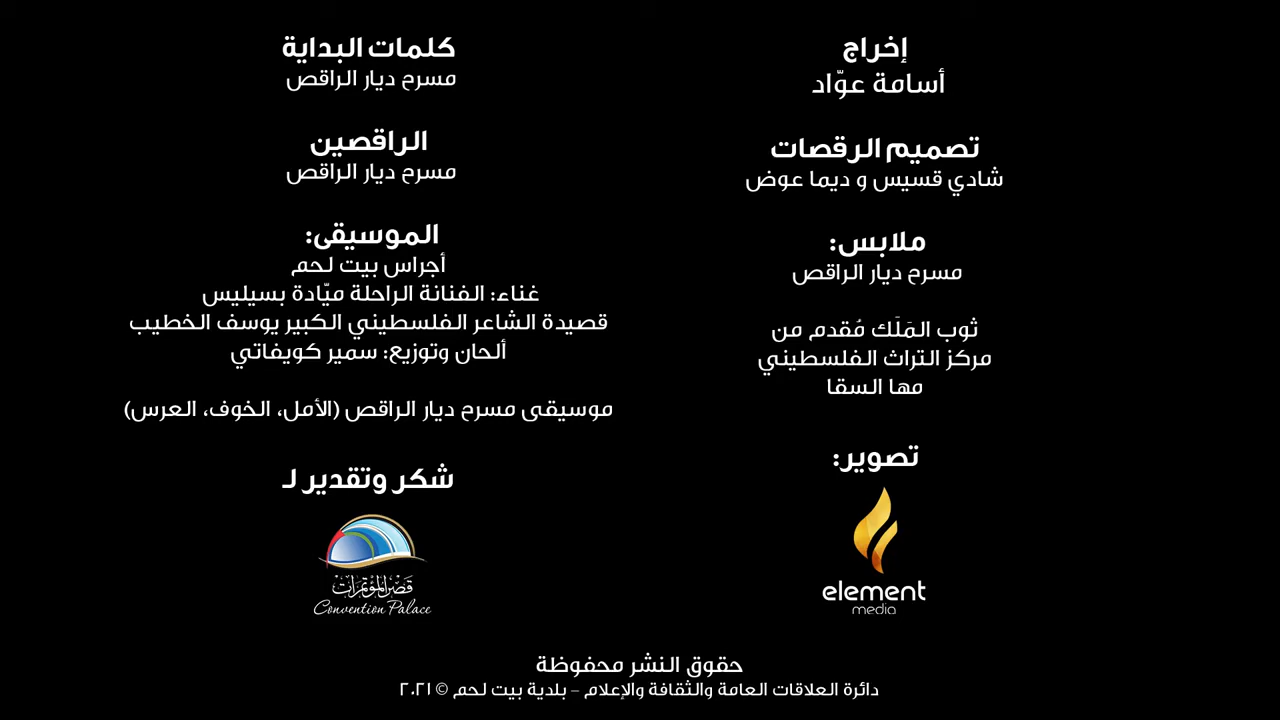 إخراج
أسامة عوّاد
تصميم الرقصات
شادي قسيس و ديما عوض
ملابس:
مسرح ديار الراقص
ثوب المَلَك مُقدم من
مركز التراث الفلسطيني
مها السقا
تصوير:
element
media
كلمات البداية
مسرح ديار الراقص
الراقصين
مسرح ديار الراقص
الموسيقى:
أجراس بيت لحم
غناء: الفنانة الراحلة ميّادة بسيليس
قصيدة الشاعر الفلسطيني الكبير يوسف الخطيب
ألحان وتوزيع: سمير كويفاتي
موسيقى مسرح ديار الراقص (الأمل، الخوف، العرس)
شكر وتقدير لـ
قصر المؤتمرات
Convention Palace
حقوق النشر محفوظة
دائرة العلاقات العامة والثقافة والإعلام – بلدية بيت لحم © ٢٠٢١